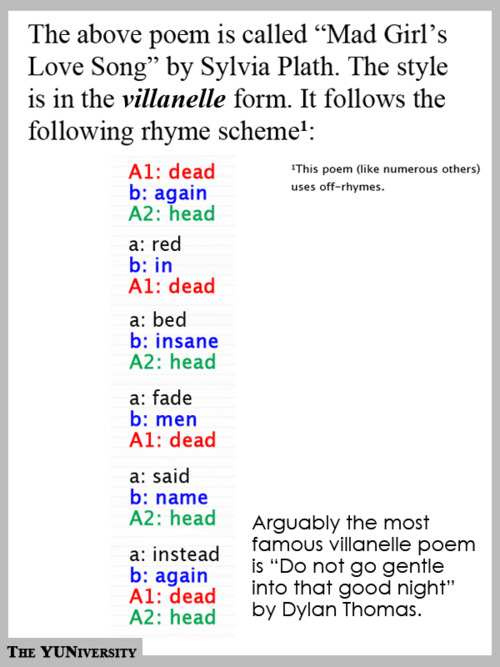 The above poem is called “Mad Girl’s
Love Song” by Sylvia Plath. The style
is in the villanelle form. It follows the
following rhyme scheme¹:
¹This poem (like numerous others)
uses off-rhymes.
A1: dead
b: again
A2: head
a: red
b: in
A1: dead
a: bed
b: insane
A2: head
a: fade
b: men
A1: dead
a: said
b: name
A2: head
a: instead
b: again
A1: dead
A2: head
Arguably the most
famous villanelle poem
is “Do not go gentle
into that good night”
by Dylan Thomas.
THE YUNIVERSITY